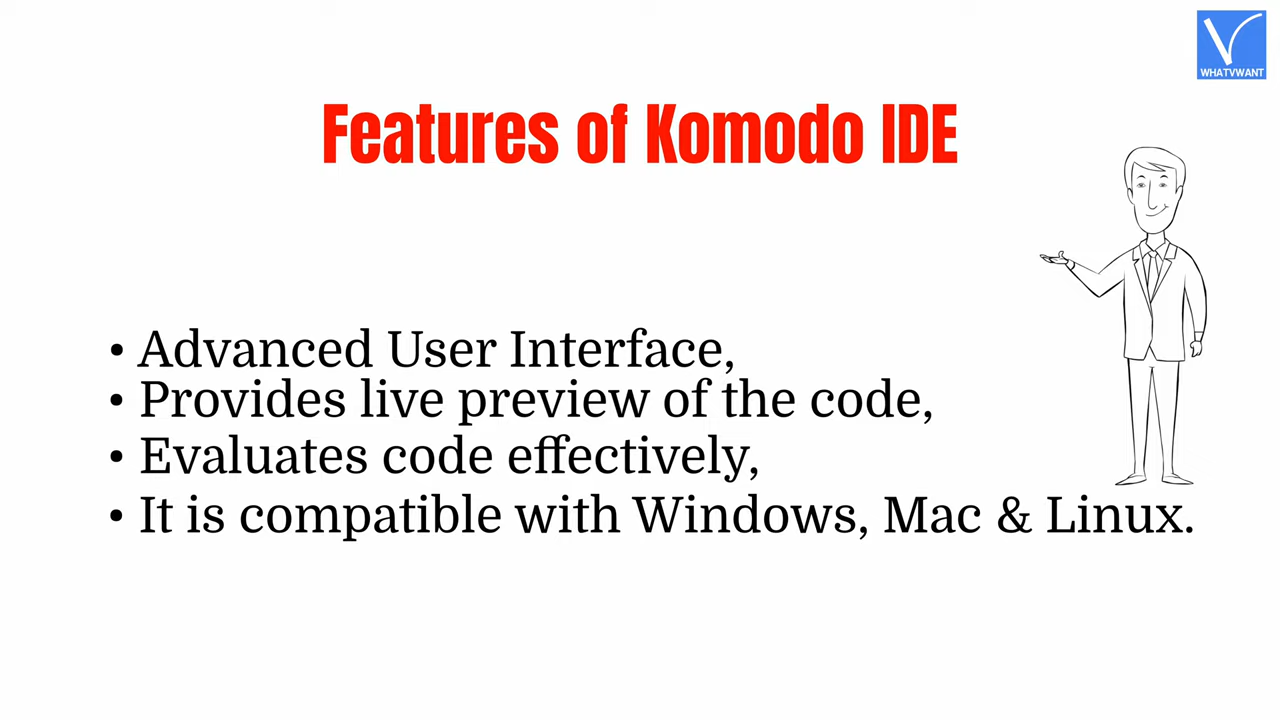 WHATVWANT
Features of Komodo IDE
• Advanced User Interface,
• Provides live preview of the code,
• Evaluates code effectively,
• It is compatible with Windows, Mac & Linux.